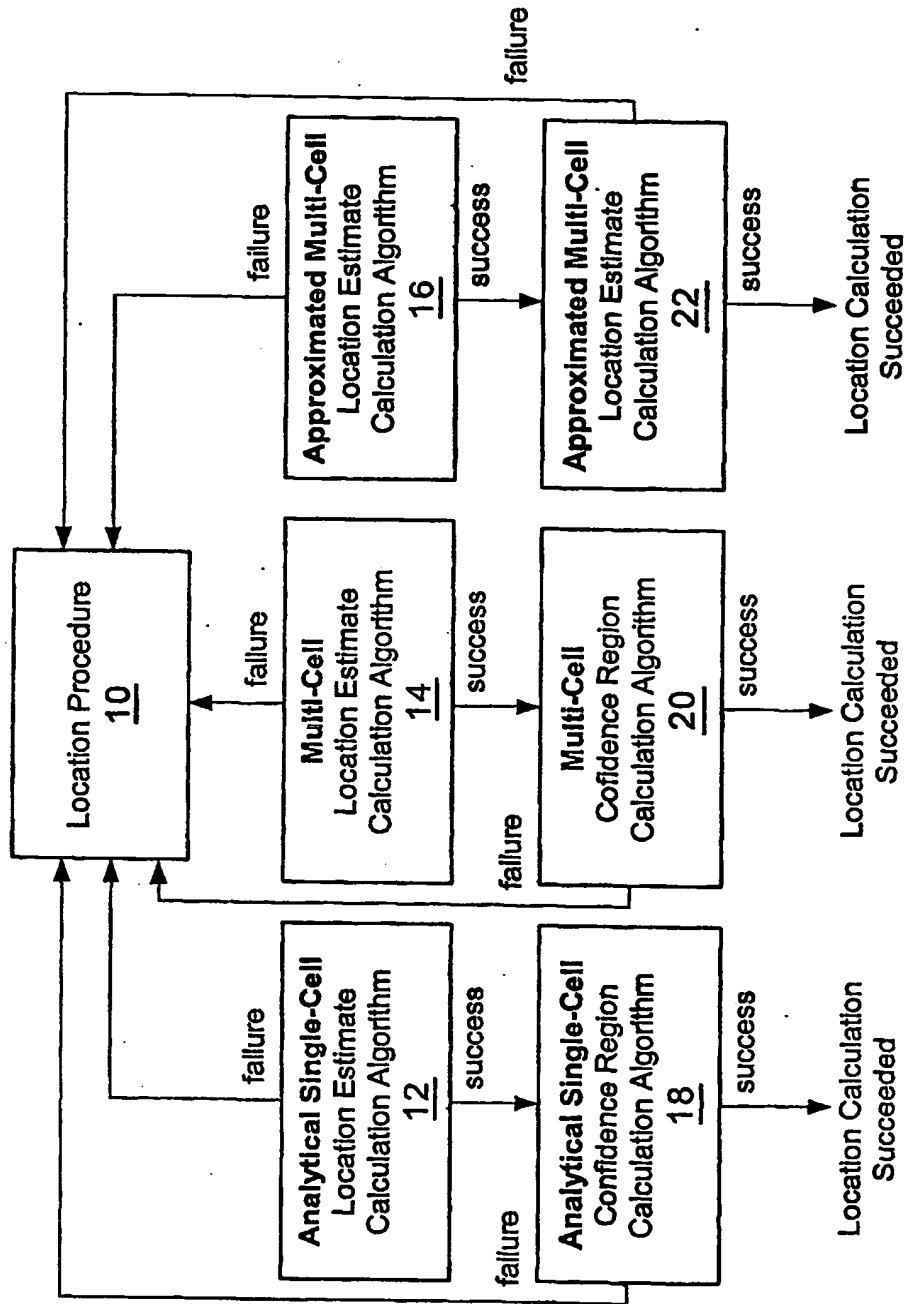 Location Procedure
10
failure
failure
failure
failure
Analytical Single-Cell
Location Estimate
Calculation Algorithm
12
Multi-Cell
Location Estimate
Calculation Algorithm
14
Approximated Multi-Cell
Location Estimate
Calculation Algorithm
16
success
success
success
failure
failure
Analytical Single-Cell
Confidence Region
Calculation Algorithm
18
Multi-Cell
Cofidence Region
Calculation Algorithm
20
Approximated Multi-Cell
Location Estimate
Calculation Algorithm
22
success
success
success
Location Calculation
Succeeded
Location Calculation
Succeeded
Location Calculation
Succeeded